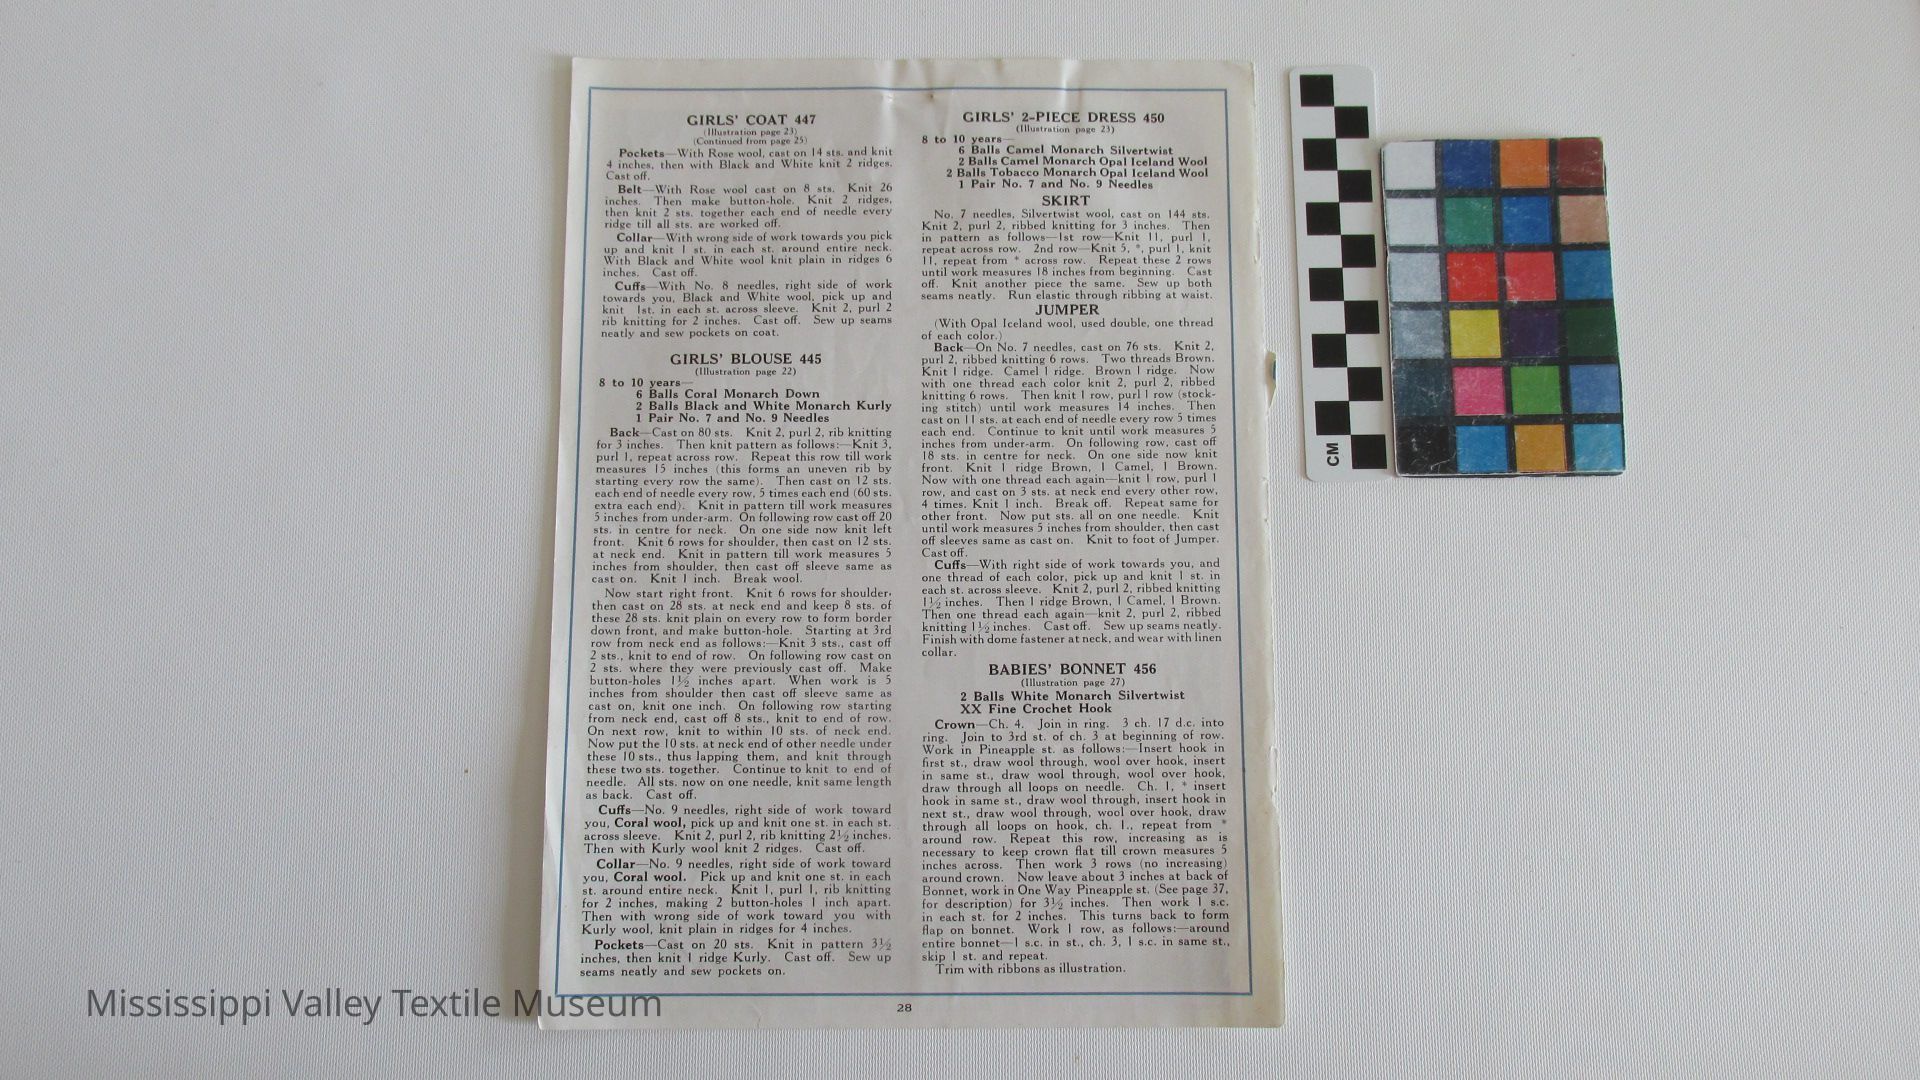 GIRLS' COAT 447
(Illustration page 23)
(Continued from page 25)
Pockets—With Rose wool, cast on 14 sts. and knit
4 inches, then with Black and White knit 2 ridges.
Cast off.
Belt—With Rose wool cast on 8 sts. Knit 26
inches. Then make button-hole. Knit 2 ridges,
then knit 2 sts. together each end of needle every
ridge till all sts. are worked off.
Collar—With wrong side of work towards you pick
up and knit 1 st. in each st. around entire neck.
With Black and White wool knit plain in ridges 6
inches. Cast off.
Cuffs—With No. 8 needles, right side of work
towards you, Black and White wool, pick up and
knit 1st. in each st. across sleeve. Knit 2, purl 2
rib knitting for 2 inches. Cast off. Sew up seams
neatly and sew pockets on coat.
GIRLS' BLOUSE 445
(Illustration page 22)
8 to 10 years—
6 Balls Coral Monarch Down
2 Balls Black and White Monarch Kurly
1 Pair No. 7 and No. 9 Needles
Back—Cast on 80 sts. Knit 2, purl 2, rib knitting
for 3 inches. Then knit pattern as follows:—Knit 3,
purl 1, repeat across row. Repeat this row till work
measures 15 inches (this forms an uneven rib by
starting every row the same). Then cast on 12 sts.
each end of needle every row, 5 times each end (60 sts.
extra each end). Knit in pattern till work measures
5 inches from under-arm. On following row cast off 20
sts. in centre for neck. On one side now knit left
front. Knit 6 rows for shoulder, then cast on 12 sts.
at neck end. Knit in pattern till work measures 5
inches from shoulder, then cast off sleeve same as
cast on. Knit 1 inch. Break wool.
Now start right front. Knit 6 rows for shoulder,
then cast on 28 sts. at neck end and keep 8 sts. of
these 28 sts. knit plain on every row to form border
down front, and make button-hole. Starting at 3rd
row from neck end as follows:—Knit 3 sts., cast off
2 sts., knit to end of row. On following row cast on
2 sts. where they were previously cast off. Make
button-holes 1½ inches apart. When work is 5
inches from shoulder then cast off sleeve same as
cast on, knit one inch. On following row starting
from neck end, cast off 8 sts., knit to end of row.
On next row, knit to within 10 sts. of neck end.
Now put the 10 sts. at neck end of other needle under
these 10 sts., thus lapping them, and knit through
these two sts. together. Continue to knit to end of
needle. All sts. now on one needle, knit same length
as back. Cast off.
Cuffs—No. 9 needles, right side of work toward
you, Coral wool, pick up and knit one st. in each st.
across sleeve. Knit 2, purl 2, rib knitting 2½ inches.
Then with Kurly wool knit 2 ridges. Cast off.
Collar—No. 9 needles, right side of work toward
you, Coral wool. Pick up and knit one st. in each
st. around entire neck. Knit 1, purl 1, rib knitting
for 2 inches, making 2 button-holes 1 inch apart.
Then with wrong side of work toward you with
Kurly wool, knit plain in ridges for 4 inches.
Pockets—Cast on 20 sts. Knit in pattern 3½
inches, then knit 1 ridge Kurly. Cast off. Sew up
seams neatly and sew pockets on.
GIRLS' 2-PIECE DRESS 450
(Illustration page 23)
8 to 10 years—
6 Balls Camel Monarch Silvertwist
2 Balls Camel Monarch Opal Iceland Wool
2 Balls Tobacco Monarch Opal Iceland Wool
1 Pair No. 7 and No. 9 Needles
SKIRT
No. 7 needles, Silvertwist wool, cast on 144 sts.
Knit 2, purl 2, ribbed knitting for 3 inches. Then
in pattern as follows—1st row—Knit 11, purl 1,
repeat across row. 2nd row—Knit 5, *, purl 1, knit
11, repeat from * across row. Repeat these 2 rows
until work measures 18 inches from beginning. Cast
off. Knit another piece the same. Sew up both
seams neatly. Run elastic through ribbing at waist.
JUMPER
(With Opal Iceland wool, used double, one thread
of each color.)
Back—On No. 7 needles, cast on 76 sts. Knit 2,
purl 2, ribbed knitting 6 rows. Two threads Brown.
Knit 1 ridge. Camel 1 ridge. Brown 1 ridge. Now
with one thread each color knit 2, purl 2, ribbed
knitting 6 rows. Then knit 1 row, purl 1 row (stock-
ing stitch) until work measures 14 inches. Then
cast on 11 sts. at each end of needle every row 5 times
each end. Continue to knit until work measures 5
inches from under-arm. On following row, cast off
18 sts. in centre for neck. On one side now knit
front. Knit 1 ridge Brown, 1 Camel, 1 Brown.
Now with one thread each again—knit 1 row, purl 1
row, and cast on 3 sts. at neck end every other row,
4 times. Knit 1 inch. Break off. Repeat same for
other front. Now put sts. all on one needle. Knit
until work measures 5 inches from shoulder, then cast
off sleeves same as cast on. Knit to foot of Jumper.
Cast off.
Cuffs—With right side of work towards you, and
one thread of each color, pick up and knit 1 st. in
each st. across sleeve. Knit 2, purl 2, ribbed knitting
1½ inches. Then 1 ridge Brown, 1 Camel, 1 Brown.
Then one thread each again—knit 2, purl 2, ribbed
knitting 1½ inches. Cast off. Sew up seams neatly.
Finish with dome fastener at neck, and wear with linen
collar.
BABIES' BONNET 456
(Illustration page 27)
2 Balls White Monarch Silvertwist
XX Fine Crochet Hook
Crown—Ch. 4. Join in ring. 3 ch. 17 d.c. into
ring. Join to 3rd st. of ch. 3 at beginning of row.
Work in Pineapple st. as follows:—Insert hook in
first st., draw wool through, wool over hook, insert
in same st., draw wool through, wool over hook,
draw through all loops on needle. Ch. 1, * insert
hook in same st., draw wool through, insert hook in
next st., draw wool through, wool over hook, draw
through all loops on hook, ch. 1., repeat from *
around row. Repeat this row, increasing as is
necessary to keep crown flat till crown measures 5
inches across. Then work 3 rows (no increasing)
around crown. Now leave about 3 inches at back of
Bonnet, work in One Way Pineapple st. (See page 37,
for description) for 3½ inches. Then work 1 s.c.
in each st. for 2 inches. This turns back to form
flap on bonnet. Work 1 row, as follows:—around
entire bonnet—1 s.c. in st., ch. 3, 1 s.c. in same st.,
skip 1 st. and repeat.
Trim with ribbons as illustration.
28
CM
Mississippi Valley Textile Museum